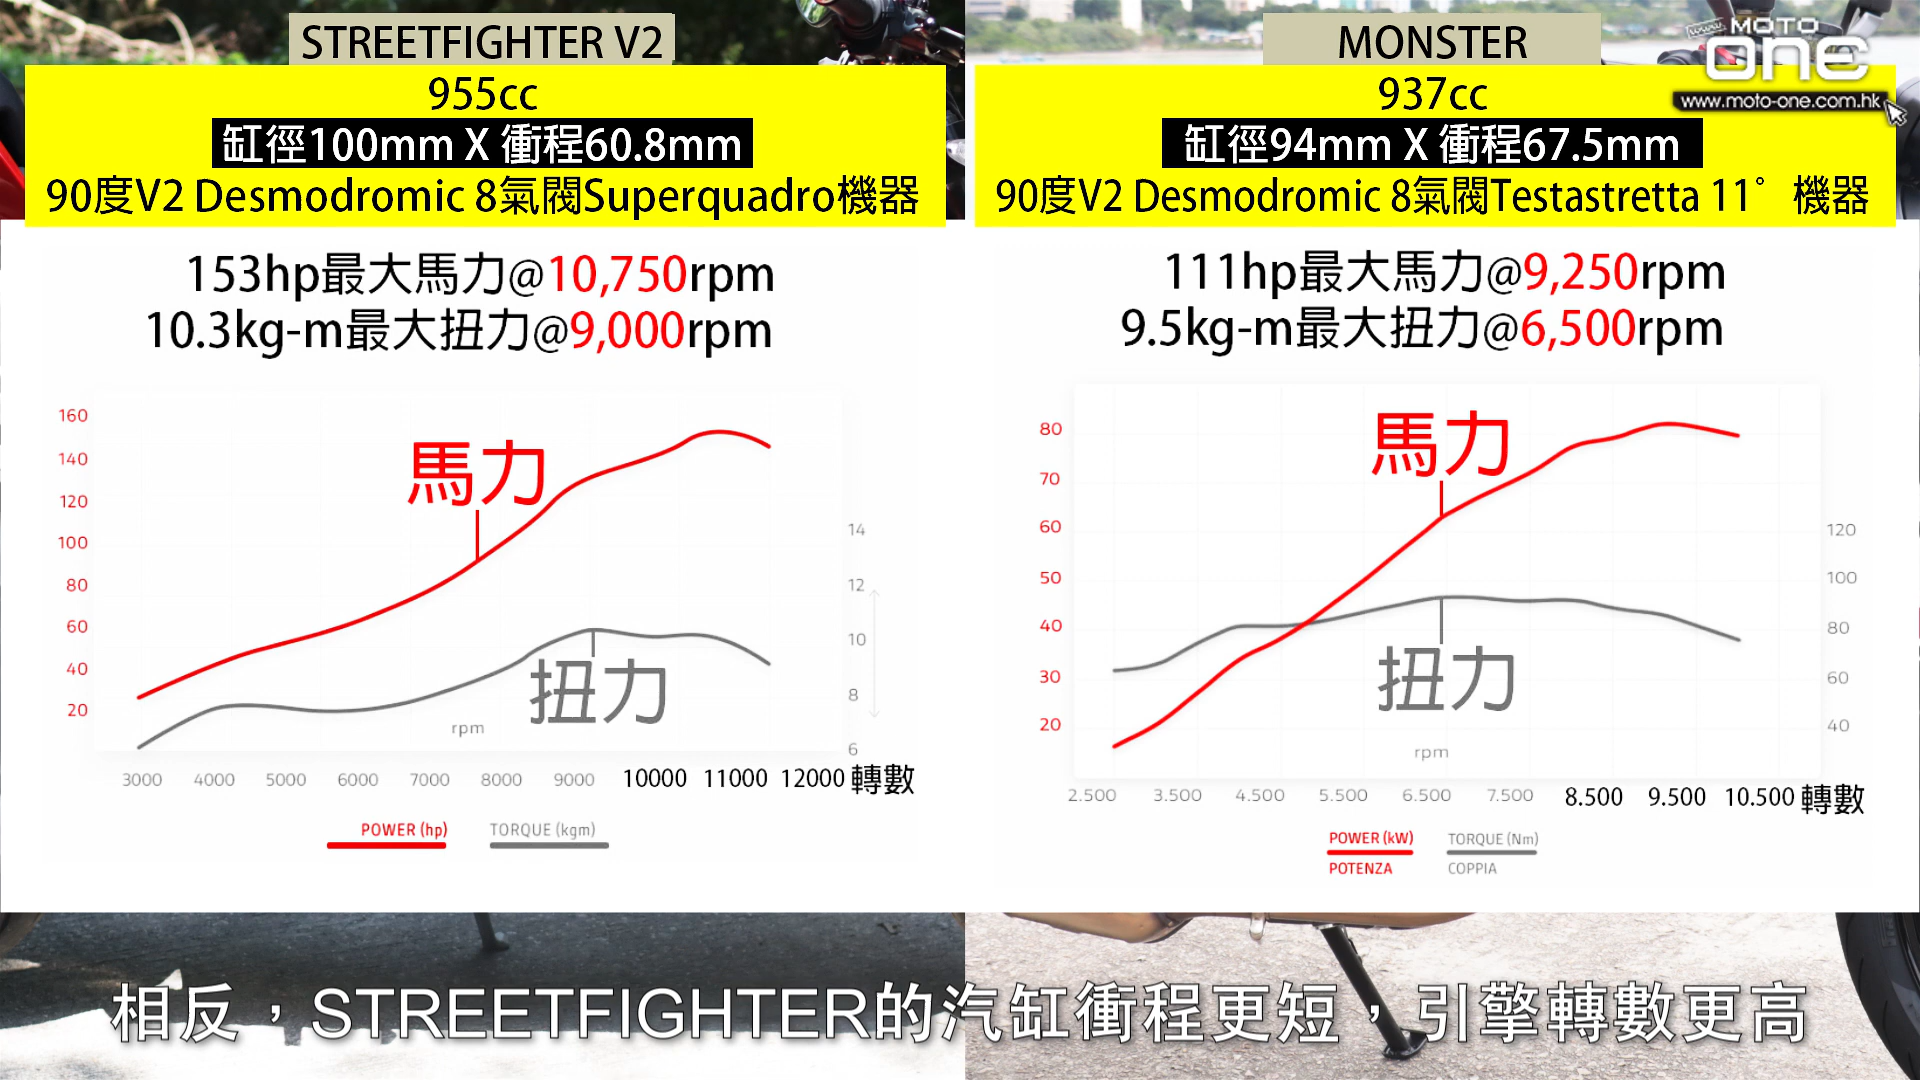 STREETFIGHTER V2
955cc
缸徑100mm X 衝程60.8mm
90度V2 Desmodromic 8氣閥Superquadro機器
153hp最大馬力@10,750rpm
10.3kg-m最大扭力@9,000rpm
160
140
120
100
80
60
40
20
馬力
扭力
14
12
10
8
6
rpm
3000 4000 5000 6000 7000 8000 9000 10000 11000 12000 轉數
POWER (hp) TORQUE (kgm)
MONSTER
937cc
缸徑94mm X 衝程67.5mm
90度V2 Desmodromic 8氣閥Testastretta 11° 機器
111hp最大馬力@9,250rpm
9.5kg-m最大扭力@6,500rpm
80
70
60
50
40
30
20
馬力
扭力
120
100
80
60
40
rpm
2.500 3.500 4.500 5.500 6.500 7.500 8.500 9.500 10.500 轉數
POWER (kW) TORQUE (Nm)
POTENZA COPPIA
www.
MOTO
one
www.moto-one.com.hk
相反，STREETFIGHTER的汽缸衝程更短，引擎轉數更高